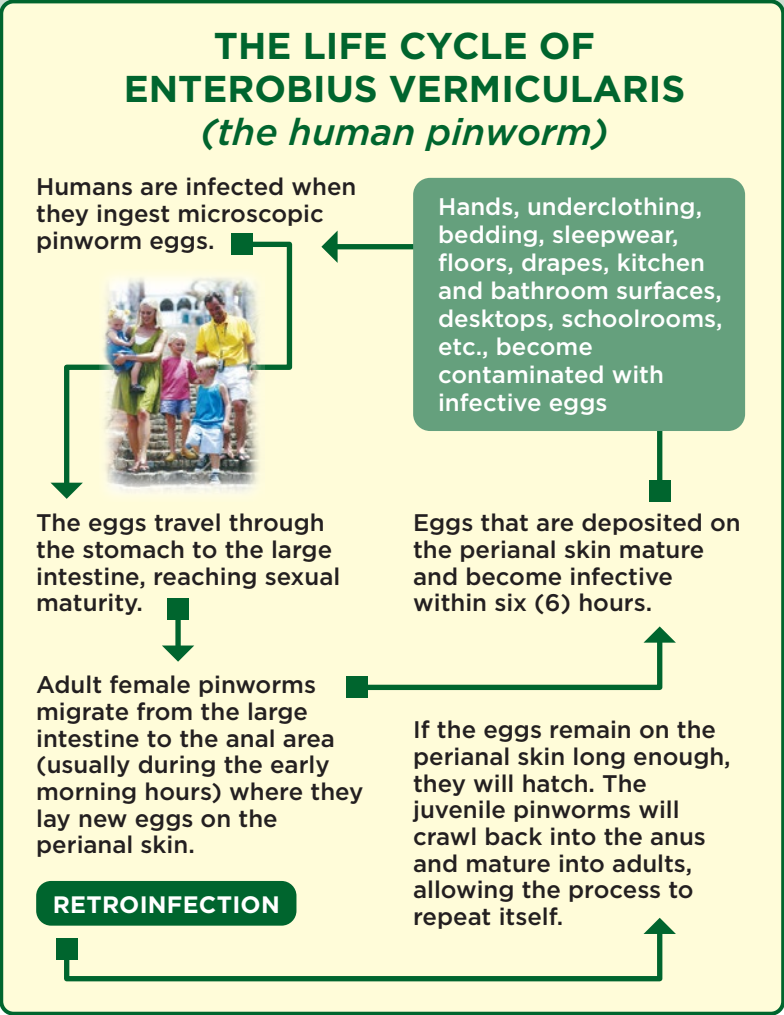 THE LIFE CYCLE OF
ENTEROBIUS VERMICULARIS
(the human pinworm)
Humans are infected when
they ingest microscopic
pinworm eggs.
Hands, underclothing,
bedding, sleepwear,
floors, drapes, kitchen
and bathroom surfaces,
desktops, schoolrooms,
etc., become
contaminated with
infective eggs
The eggs travel through
the stomach to the large
intestine, reaching sexual
maturity.
Eggs that are deposited on
the perianal skin mature
and become infective
within six (6) hours.
Adult female pinworms
migrate from the large
intestine to the anal area
(usually during the early
morning hours) where they
lay new eggs on the
perianal skin.
If the eggs remain on the
perianal skin long enough,
they will hatch. The
juvenile pinworms will
crawl back into the anus
and mature into adults,
allowing the process to
repeat itself.
RETROINFECTION